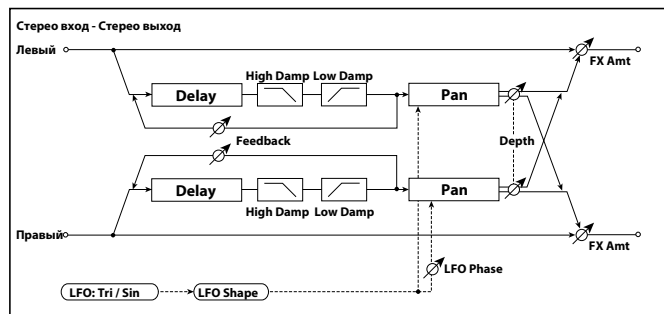 Стерео вход - Стерео выход
Левый
FX Amt
High Damp Low Damp
Delay
Pan
Feedback
Depth
Delay
Pan
High Damp Low Damp
Правый
FX Amt
LFO Phase
LFO: Tri / Sin
LFO Shape